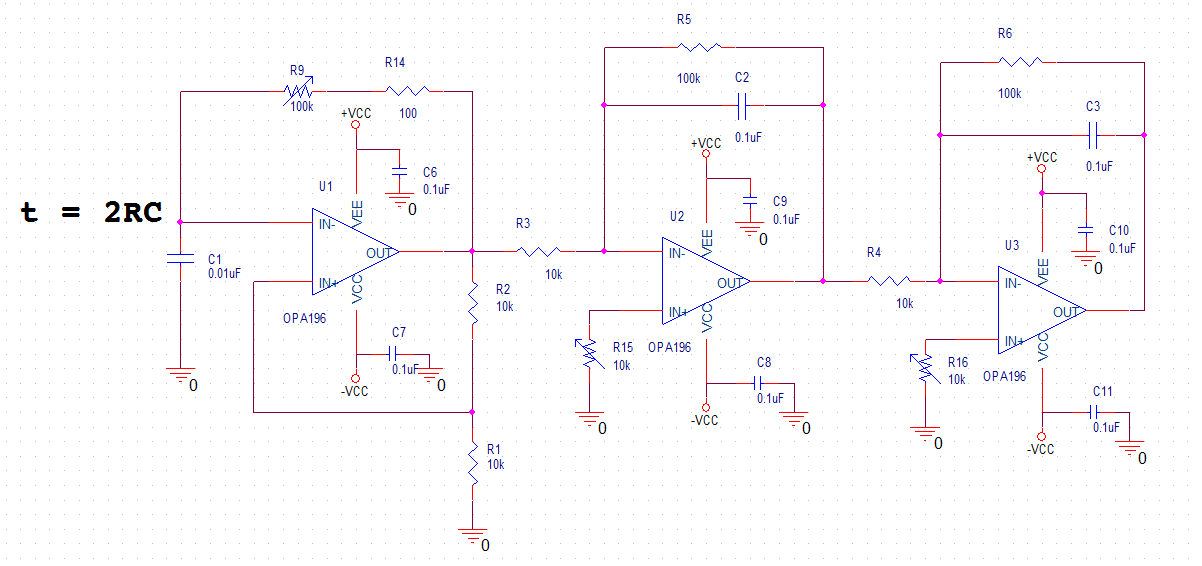 t = 2RC
R9
100k
R14
100
+VCC
C6
0.1uF
0
U1
VEE
IN-
OUT
IN+
VCC
OPA196
C1
0.01uF
0
C7
0.1uF
0
-VCC
R2
10k
R1
10k
0
R3
10k
R5
100k
C2
0.1uF
+VCC
C9
0.1uF
0
U2
VEE
IN-
OUT
IN+
VCC
OPA196
R15
10k
0
C8
0.1uF
0
-VCC
R4
10k
R6
100k
C3
0.1uF
+VCC
C10
0.1uF
0
U3
VEE
IN-
OUT
IN+
VCC
OPA196
R16
10k
0
C11
0.1uF
0
-VCC